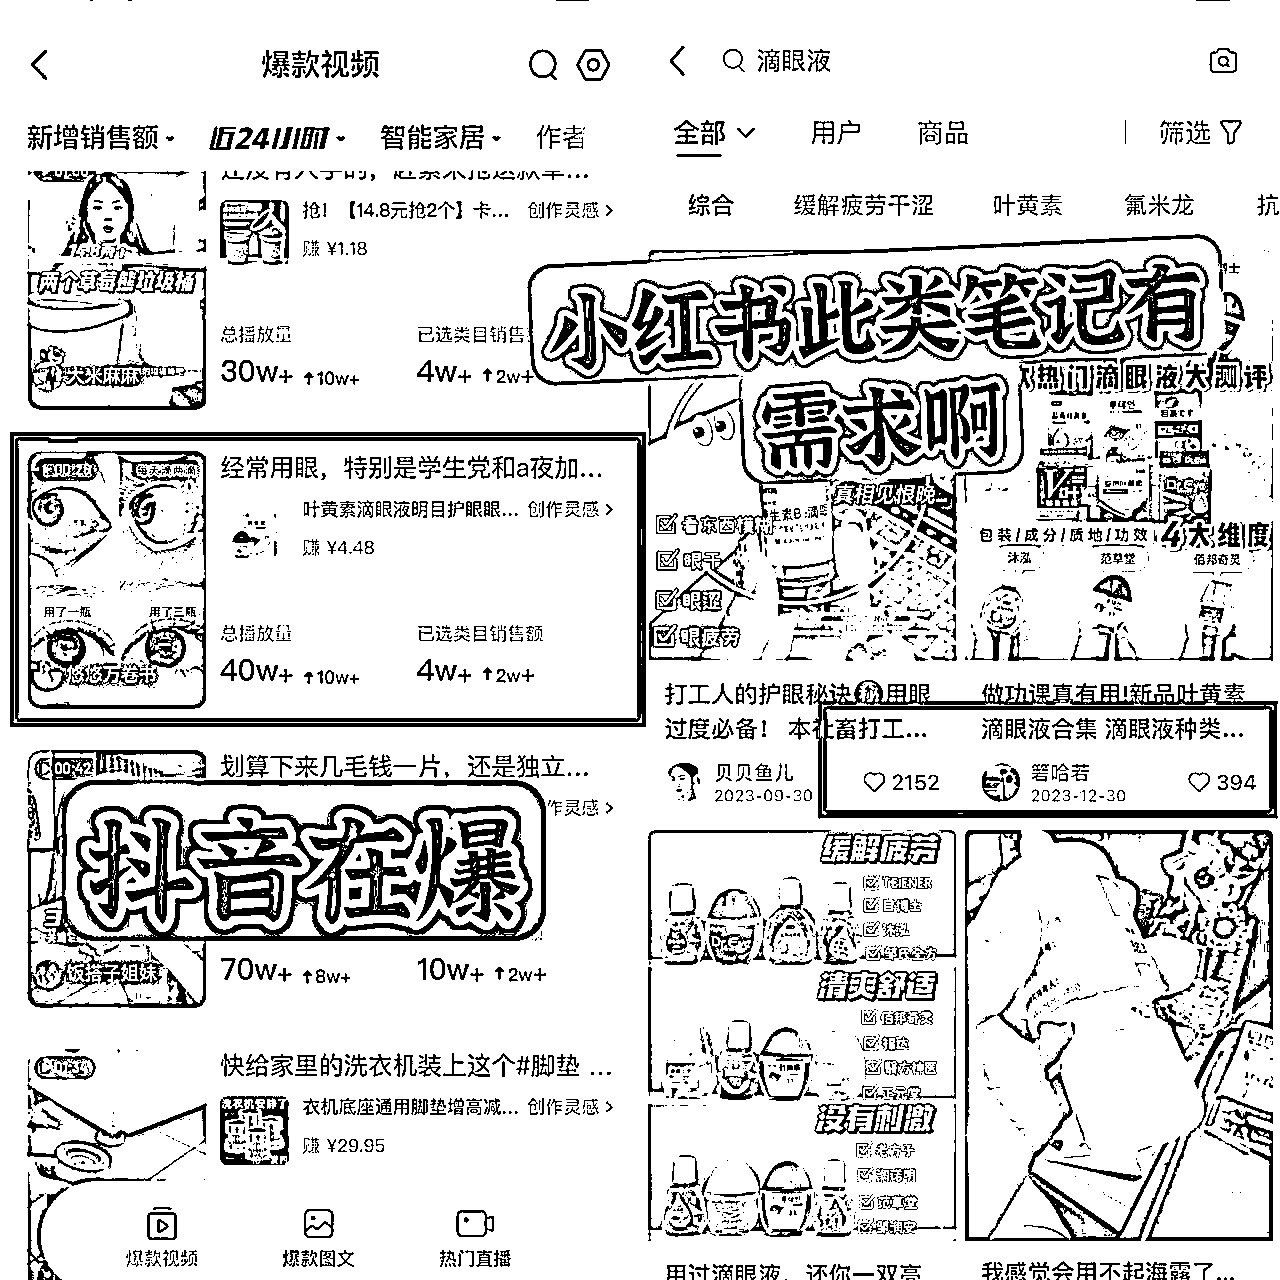 爆款视频
新增销售额
近24小时
智能家居
作者
抢！【14.8元抢2个】卡... 创作灵感
赚 ¥1.18
两个草莓熊垃圾桶
大米麻麻
总播放量
已选类目销售
30w+ 10w+
4w+ 2w+
经常用眼，特别是学生党和a夜加...
叶黄素滴眼液明目护眼眼... 创作灵感
赚 ¥4.48
用了一瓶
用了三瓶
悠悠万卷书
总播放量
已选类目销售额
40w+ 10w+
4w+ 2w+
00:42
划算下来几毛钱一片，还是独立...
作灵感
抖音在爆
饭搭子姐妹
70w+ 8w+
10w+ 2w+
快给家里的洗衣机装上这个#脚垫 ...
衣机底座通用脚垫增高减... 创作灵感
赚 ¥29.95
爆款视频
爆款图文
热门直播
滴眼液
全部
用户
商品
筛选
综合
缓解疲劳干涩
叶黄素
氟米龙
抗
小红书此类笔记有
需求啊
热门滴眼液大测评
真相见恨晚
看东西模糊
眼干
眼涩
眼疲劳
包装/成分/质地/功效
4大维度
沐泓
范草堂
佰邦奇灵
打工人的护眼秘诀 用眼
过度必备！ 本社畜打工...
贝贝鱼儿
2023-09-30
2152
做功课真有用!新品叶黄素
滴眼液合集 滴眼液种类...
箬哈若
2023-12-30
394
缓解疲劳
清爽舒适
没有刺激
用过滴眼液，还你一双亮
我感觉会用不起海露了...